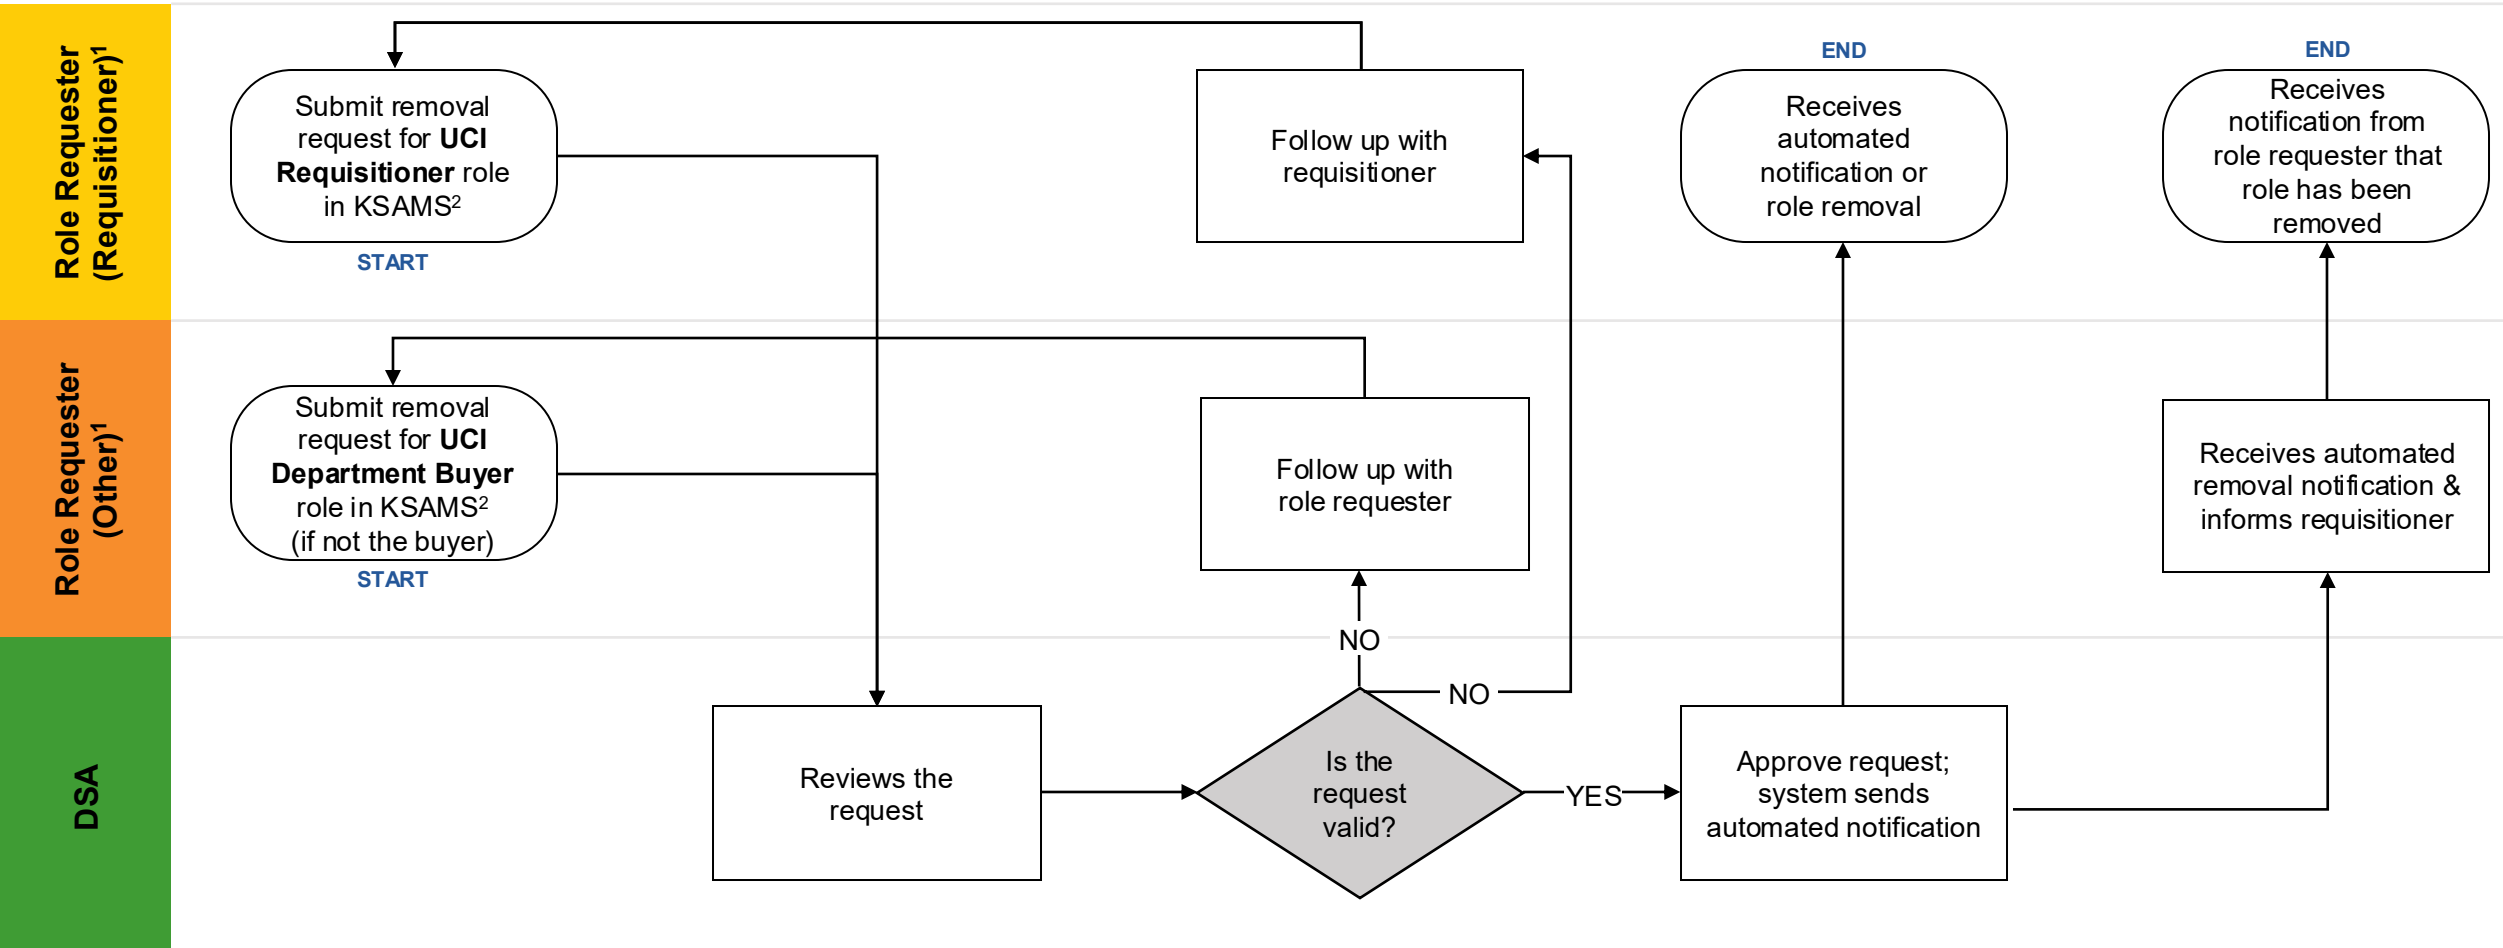 Role Requester
(Requisitioner)¹
Submit removal
request for UCI
Requisitioner role
in KSAMS²
START
Follow up with
requisitioner
END
Receives
automated
notification or
role removal
END
Receives
notification from
role requester that
role has been
removed
Role Requester
(Other)¹
Submit removal
request for UCI
Department Buyer
role in KSAMS²
(if not the buyer)
START
Follow up with
role requester
Receives automated
removal notification &
informs requisitioner
NO
NO
DSA
Reviews the
request
Is the
request
valid?
YES
Approve request;
system sends
automated notification